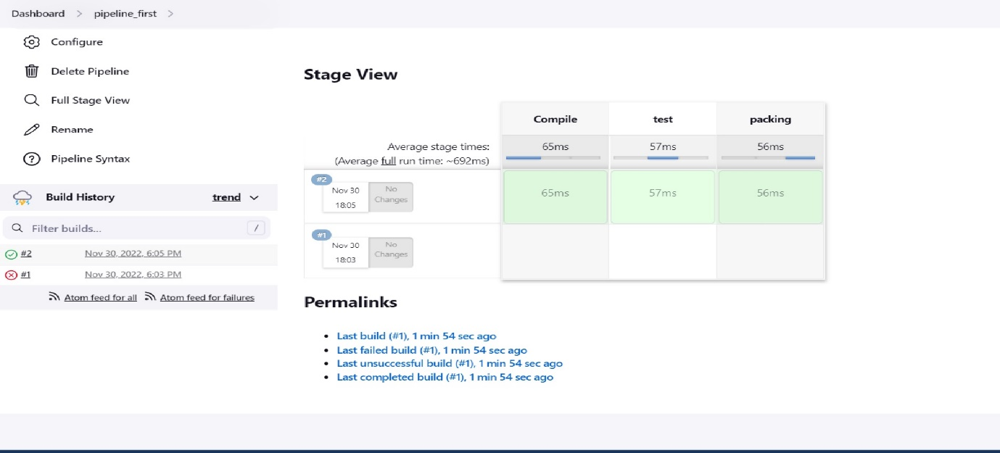 Dashboard > pipeline_first >
Configure
Delete Pipeline
Full Stage View
Rename
Pipeline Syntax
Build History trend
Filter builds... /
#2 Nov 30, 2022, 6:05 PM
#1 Nov 30, 2022, 6:03 PM
Atom feed for all Atom feed for failures
Stage View
Compile test packing
Average stage times: 65ms 57ms 56ms
(Average full run time: ~692ms)
#2
Nov 30 No
18:05 Changes
65ms 57ms 56ms
#1
Nov 30 No
18:03 Changes
Permalinks
• Last build (#1), 1 min 54 sec ago
• Last failed build (#1), 1 min 54 sec ago
• Last unsuccessful build (#1), 1 min 54 sec ago
• Last completed build (#1), 1 min 54 sec ago